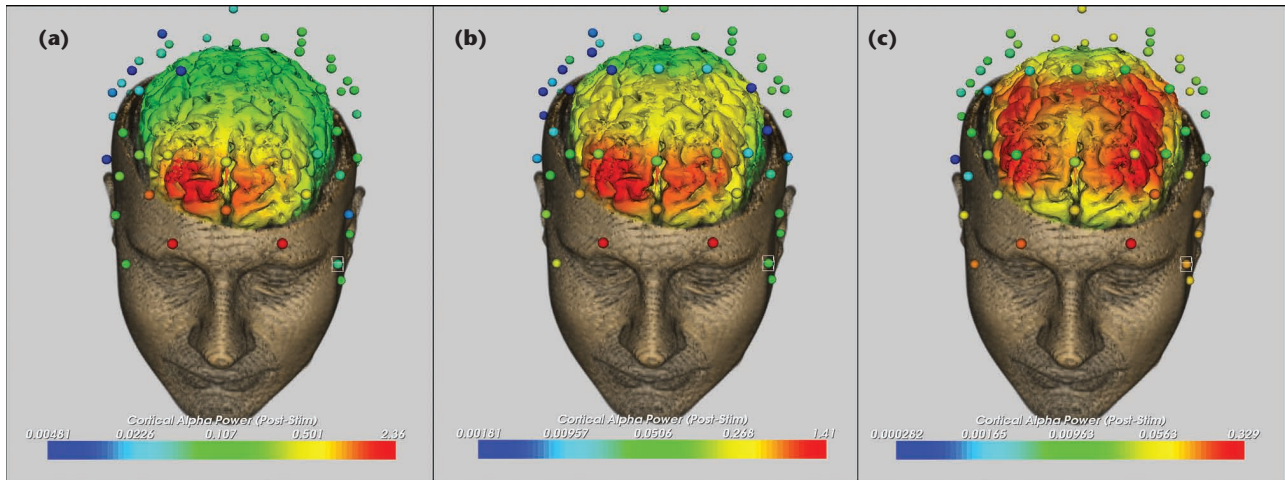 (a)
Cortical Alpha Power (Post-Stim)
0.00481 0.0226 0.107 0.501 2.36
(b)
Cortical Alpha Power (Post-Stim)
0.00181 0.00957 0.0506 0.268 1.41
(c)
Cortical Alpha Power (Post-Stim)
0.000282 0.00165 0.00963 0.0563 0.329